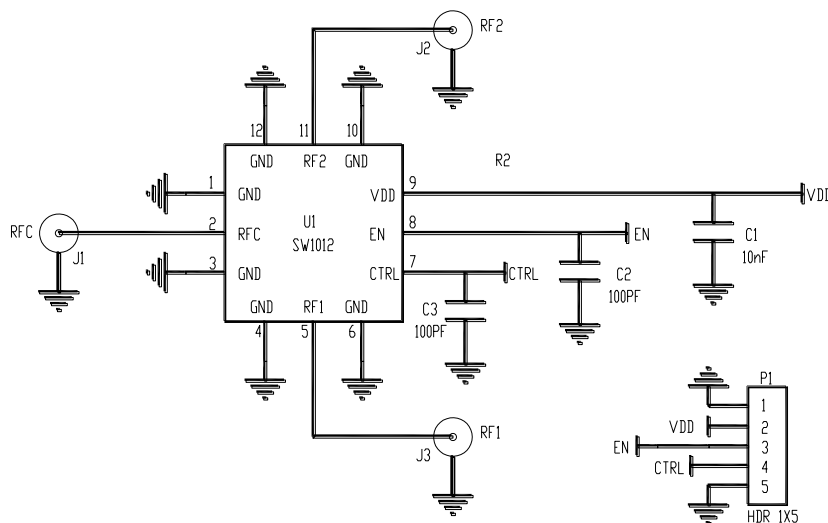 RF2
J2
12
11
10
GND
RF2
GND
R2
1
GND
VDD
9
VDD
RFC
J1
2
RFC
U1
SW1012
EN
8
EN
C1
10nF
3
GND
CTRL
7
CTRL
C2
100PF
GND
RF1
GND
C3
100PF
4
5
6
P1
1
VDD
2
RF1
J3
EN
3
CTRL
4
5
HDR 1X5